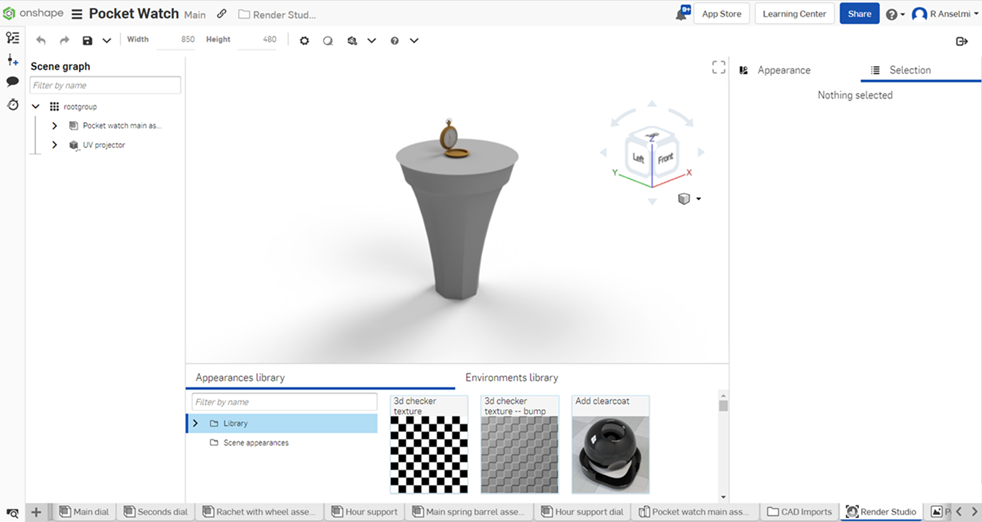 onshape Pocket Watch Main Render Stud... 9+ App Store Learning Center Share R Anselmi
Width 850 Height 480
Scene graph
Filter by name
rootgroup
Pocket watch main as...
UV projector
Z
Left Front
Y X
Appearance Selection
Nothing selected
Appearances library Environments library
Filter by name
Library
Scene appearances
3d checker
texture
3d checker
texture -- bump
Add clearcoat
Main dial Seconds dial Rachet with wheel asse... Hour support Main spring barrel asse... Hour support dial Pocket watch main ass... CAD Imports Render Studio